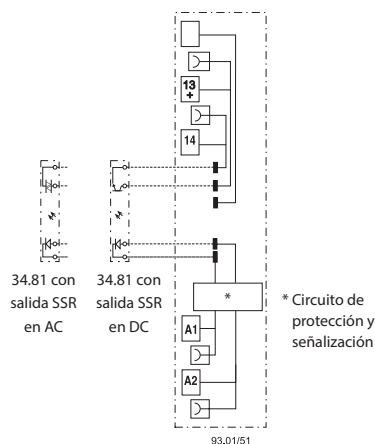 13
+
14
34.81 con
salida SSR
en AC
34.81 con
salida SSR
en DC
*
* Circuito de
protección y
señalización
A1
A2
93.01/51